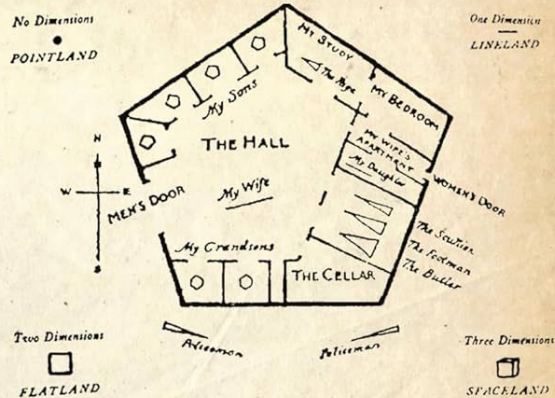 No Dimensions
POINTLAND
One Dimension
LINELAND
MY STUDY
The Page
MY BEDROOM
My Sons
THE HALL
MY WIFE'S
APARTMENT
My Daughter
N
W
E
S
MEN'S DOOR
WOMEN'S DOOR
My Wife
My Grandsons
THE CELLAR
The Scullion
The Footman
The Butler
Policeman
Policeman
Two Dimensions
FLATLAND
Three Dimensions
SPACELAND